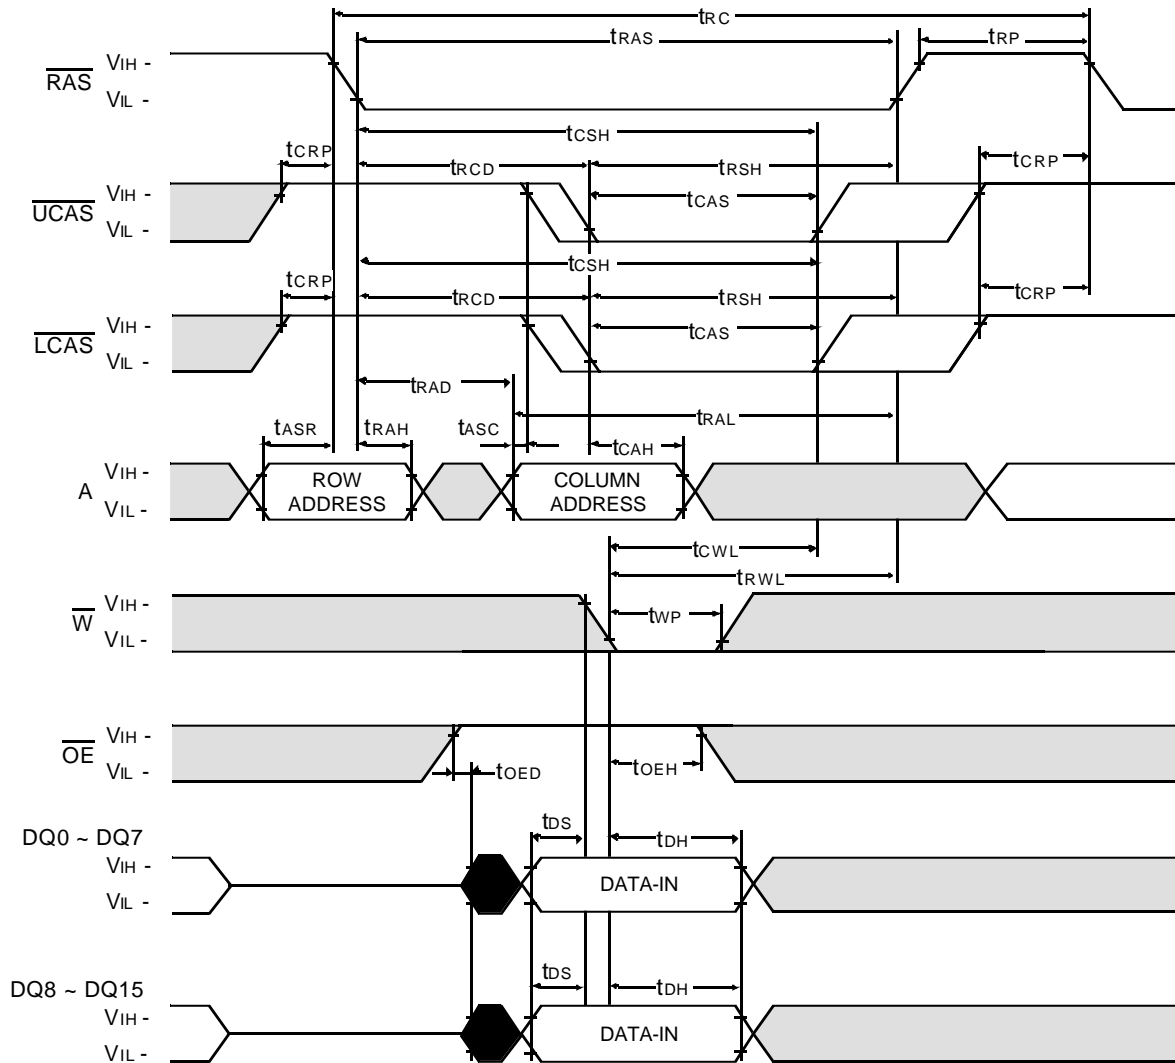 tRC
tRAS
tRP
RAS
VIH -
VIL -
tCSH
tCRP
tRCD
tRSH
tCRP
UCAS
VIH -
VIL -
tCAS
tCSH
tCRP
tRCD
tRSH
tCRP
LCAS
VIH -
VIL -
tCAS
tRAD
tRAL
tASR
tRAH
tASC
tCAH
A
VIH -
VIL -
ROW
ADDRESS
COLUMN
ADDRESS
tCWL
tRWL
W
VIH -
VIL -
tWP
OE
VIH -
VIL -
tOED
tOEH
DQ0 ~ DQ7
tDS
tDH
VIH -
VIL -
DATA-IN
DQ8 ~ DQ15
tDS
tDH
VIH -
VIL -
DATA-IN